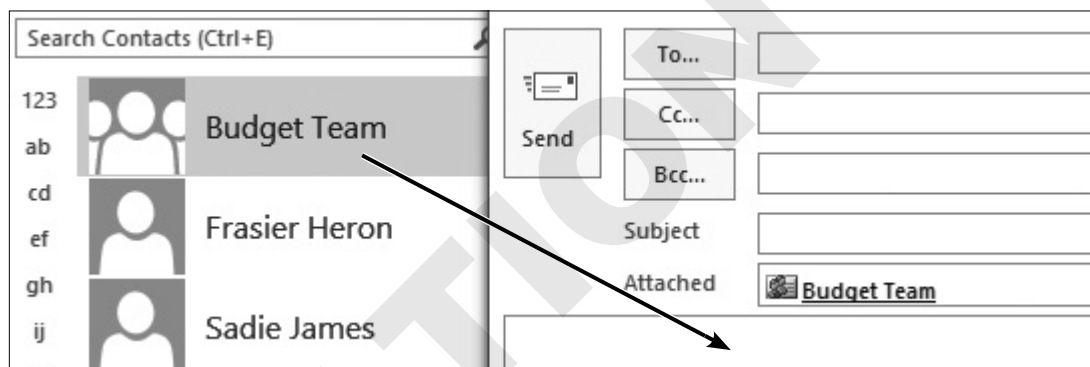 Search Contacts (Ctrl+E)
123
ab
cd
ef
gh
ij
Budget Team
Frasier Heron
Sadie James
Send
To...
Cc...
Bcc...
Subject
Attached
Budget Team
TION